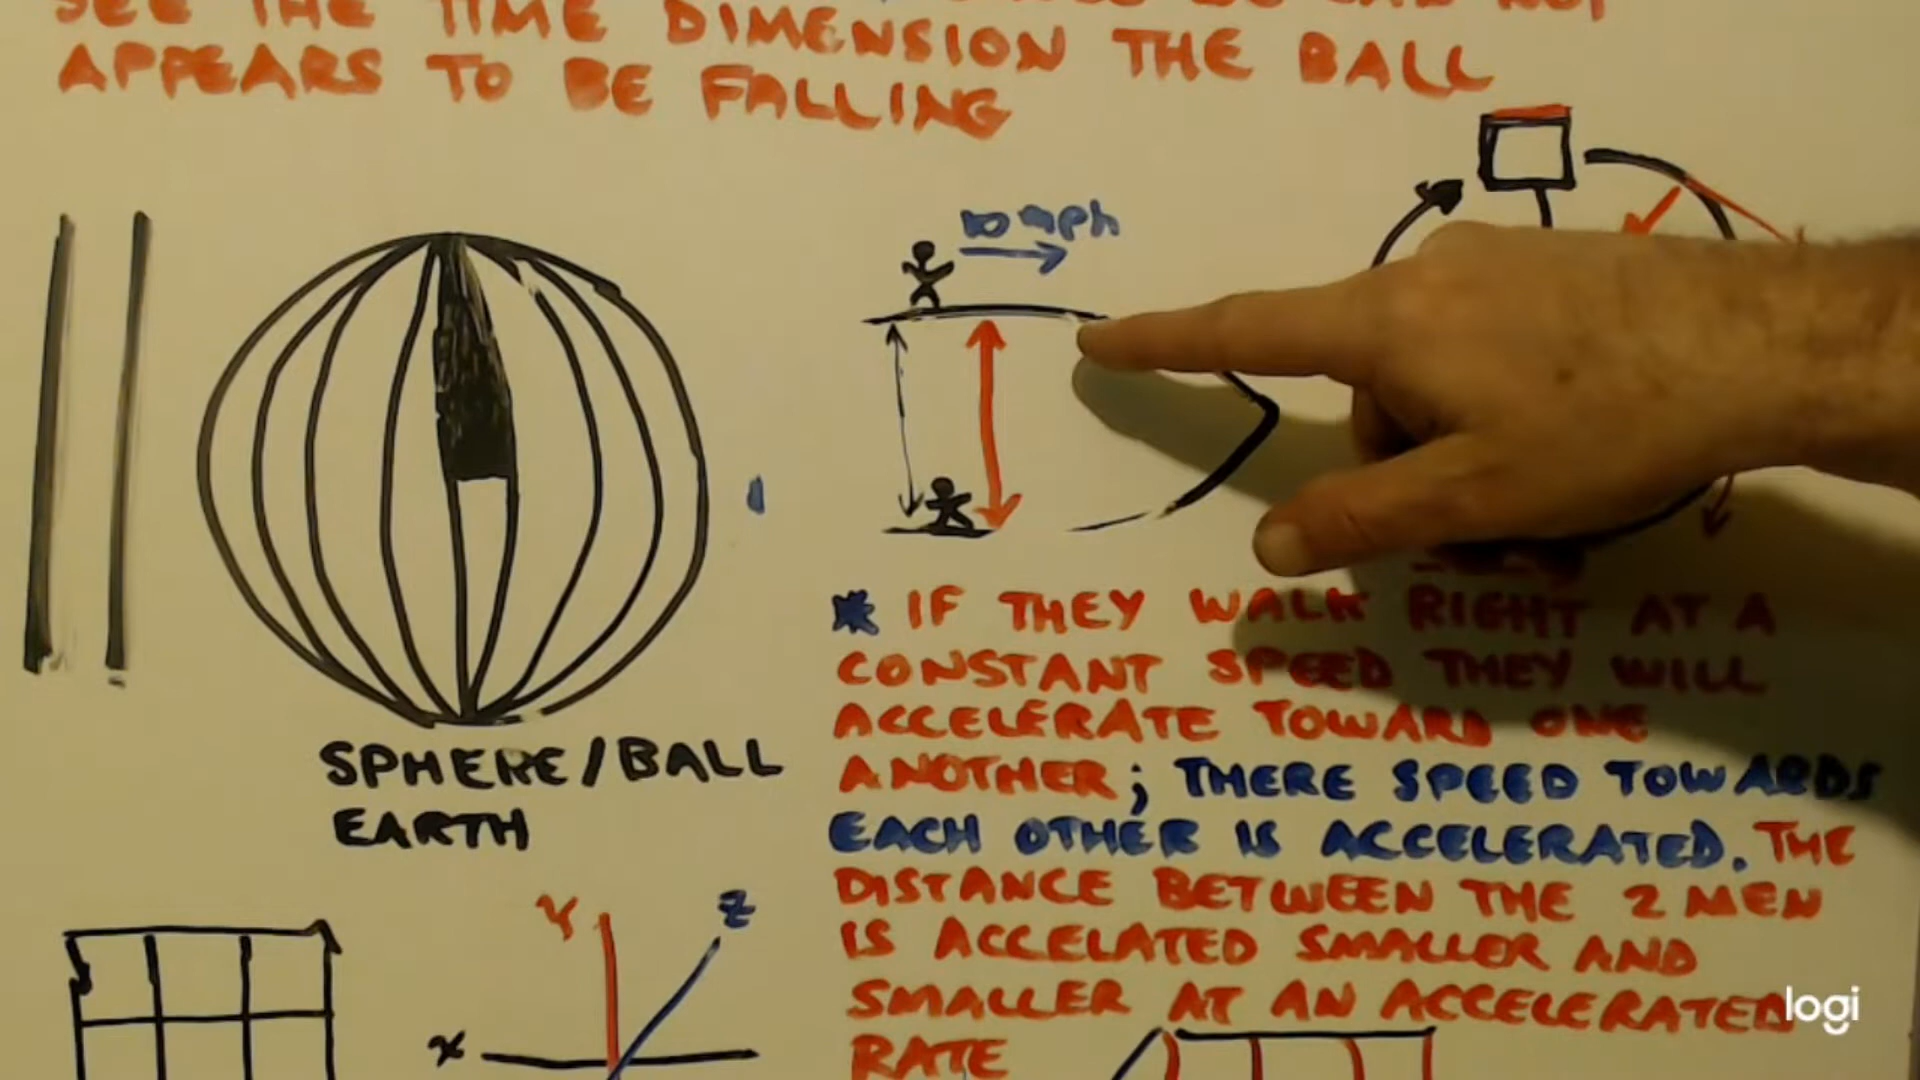 SEE THE TIME DIMENSION THE BALL
APPEARS TO BE FALLING
10 mph
* IF THEY WALK RIGHT AT A
CONSTANT SPEED THEY WILL
ACCELERATE TOWARD ONE
ANOTHER; THERE SPEED TOWARDS
EACH OTHER IS ACCELERATED. THE
DISTANCE BETWEEN THE 2 MEN
IS ACCELATED SMALLER AND
SMALLER AT AN ACCELERATED
RATE
SPHERE/BALL
EARTH
Y
Z
X
logi